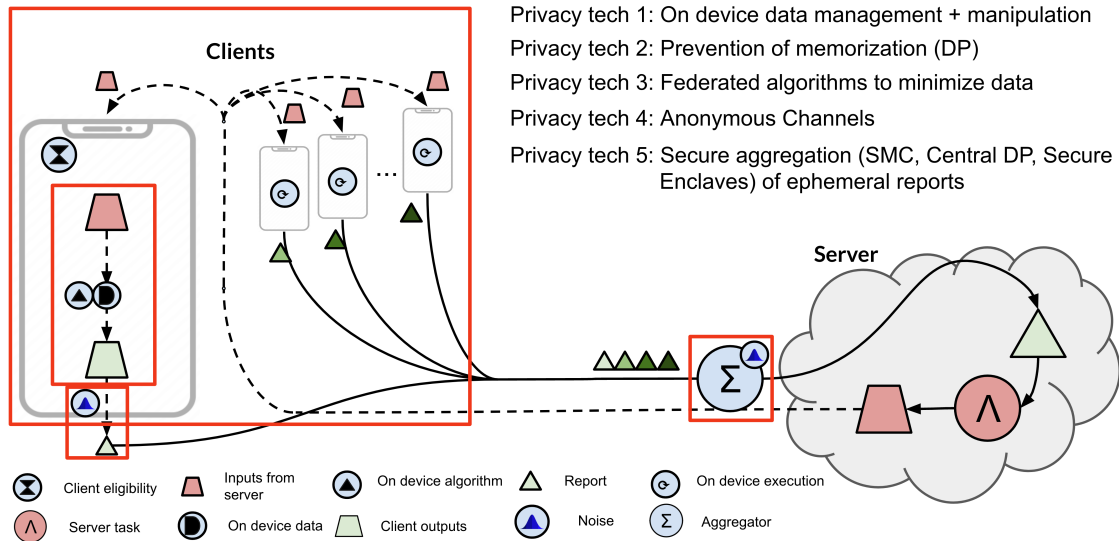 Privacy tech 1: On device data management + manipulation
Privacy tech 2: Prevention of memorization (DP)
Privacy tech 3: Federated algorithms to minimize data
Privacy tech 4: Anonymous Channels
Privacy tech 5: Secure aggregation (SMC, Central DP, Secure
Enclaves) of ephemeral reports
Clients
...
D
Server
Σ
Λ
Client eligibility
Inputs from
server
On device algorithm
Report
On device execution
Λ
Server task
D
On device data
Client outputs
Noise
Σ
Aggregator